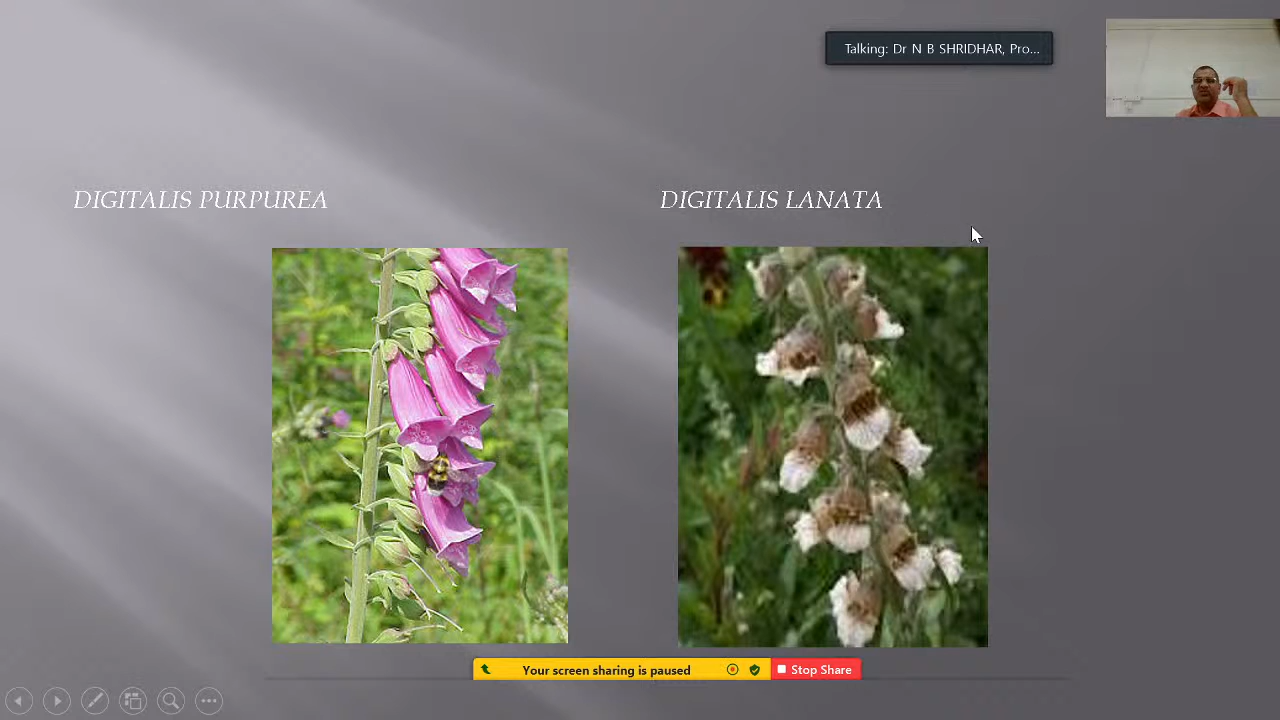 Talking: Dr N B SHRIDHAR, Pro...
DIGITALIS PURPUREA
DIGITALIS LANATA
Your screen sharing is paused
Stop Share